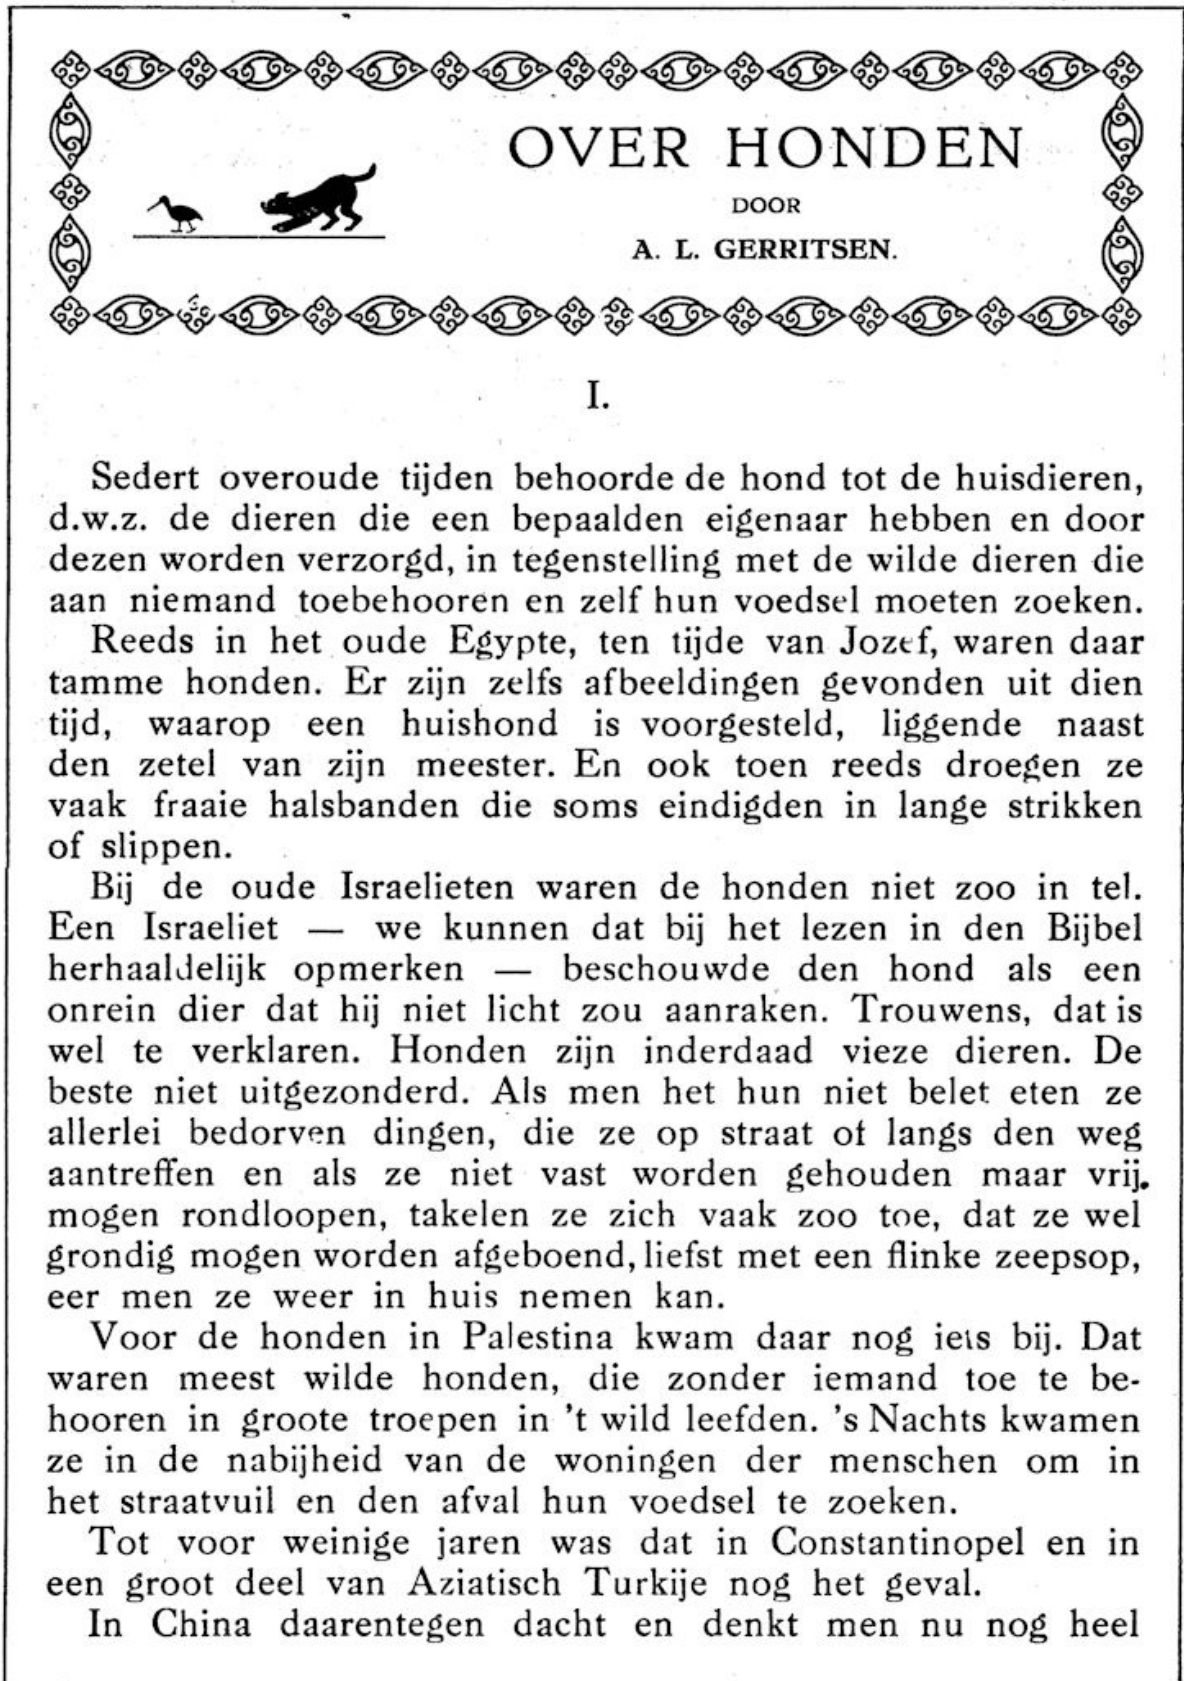 OVER HONDEN
DOOR
A. L. GERRITSEN.
I.
Sedert overoude tijden behoorde de hond tot de huisdieren,
d.w.z. de dieren die een bepaalden eigenaar hebben en door
dezen worden verzorgd, in tegenstelling met de wilde dieren die
aan niemand toebehooren en zelf hun voedsel moeten zoeken.
Reeds in het oude Egypte, ten tijde van Jozef, waren daar
tamme honden. Er zijn zelfs afbeeldingen gevonden uit dien
tijd, waarop een huishond is voorgesteld, liggende naast
den zetel van zijn meester. En ook toen reeds droegen ze
vaak fraaie halsbanden die soms eindigden in lange strikken
of slippen.
Bij de oude Israelieten waren de honden niet zoo in tel.
Een Israeliet — we kunnen dat bij het lezen in den Bijbel
herhaaldelijk opmerken — beschouwde den hond als een
onrein dier dat hij niet licht zou aanraken. Trouwens, dat is
wel te verklaren. Honden zijn inderdaad vieze dieren. De
beste niet uitgezonderd. Als men het hun niet belet eten ze
allerlei bedorven dingen, die ze op straat of langs den weg
aantreffen en als ze niet vast worden gehouden maar vrij.
mogen rondloopen, takelen ze zich vaak zoo toe, dat ze wel
grondig mogen worden afgeboend, liefst met een flinke zeepsop,
eer men ze weer in huis nemen kan.
Voor de honden in Palestina kwam daar nog iets bij. Dat
waren meest wilde honden, die zonder iemand toe te be-
hooren in groote troepen in 't wild leefden. 's Nachts kwamen
ze in de nabijheid van de woningen der menschen om in
het straatvuil en den afval hun voedsel te zoeken.
Tot voor weinige jaren was dat in Constantinopel en in
een groot deel van Aziatisch Turkije nog het geval.
In China daarentegen dacht en denkt men nu nog heel